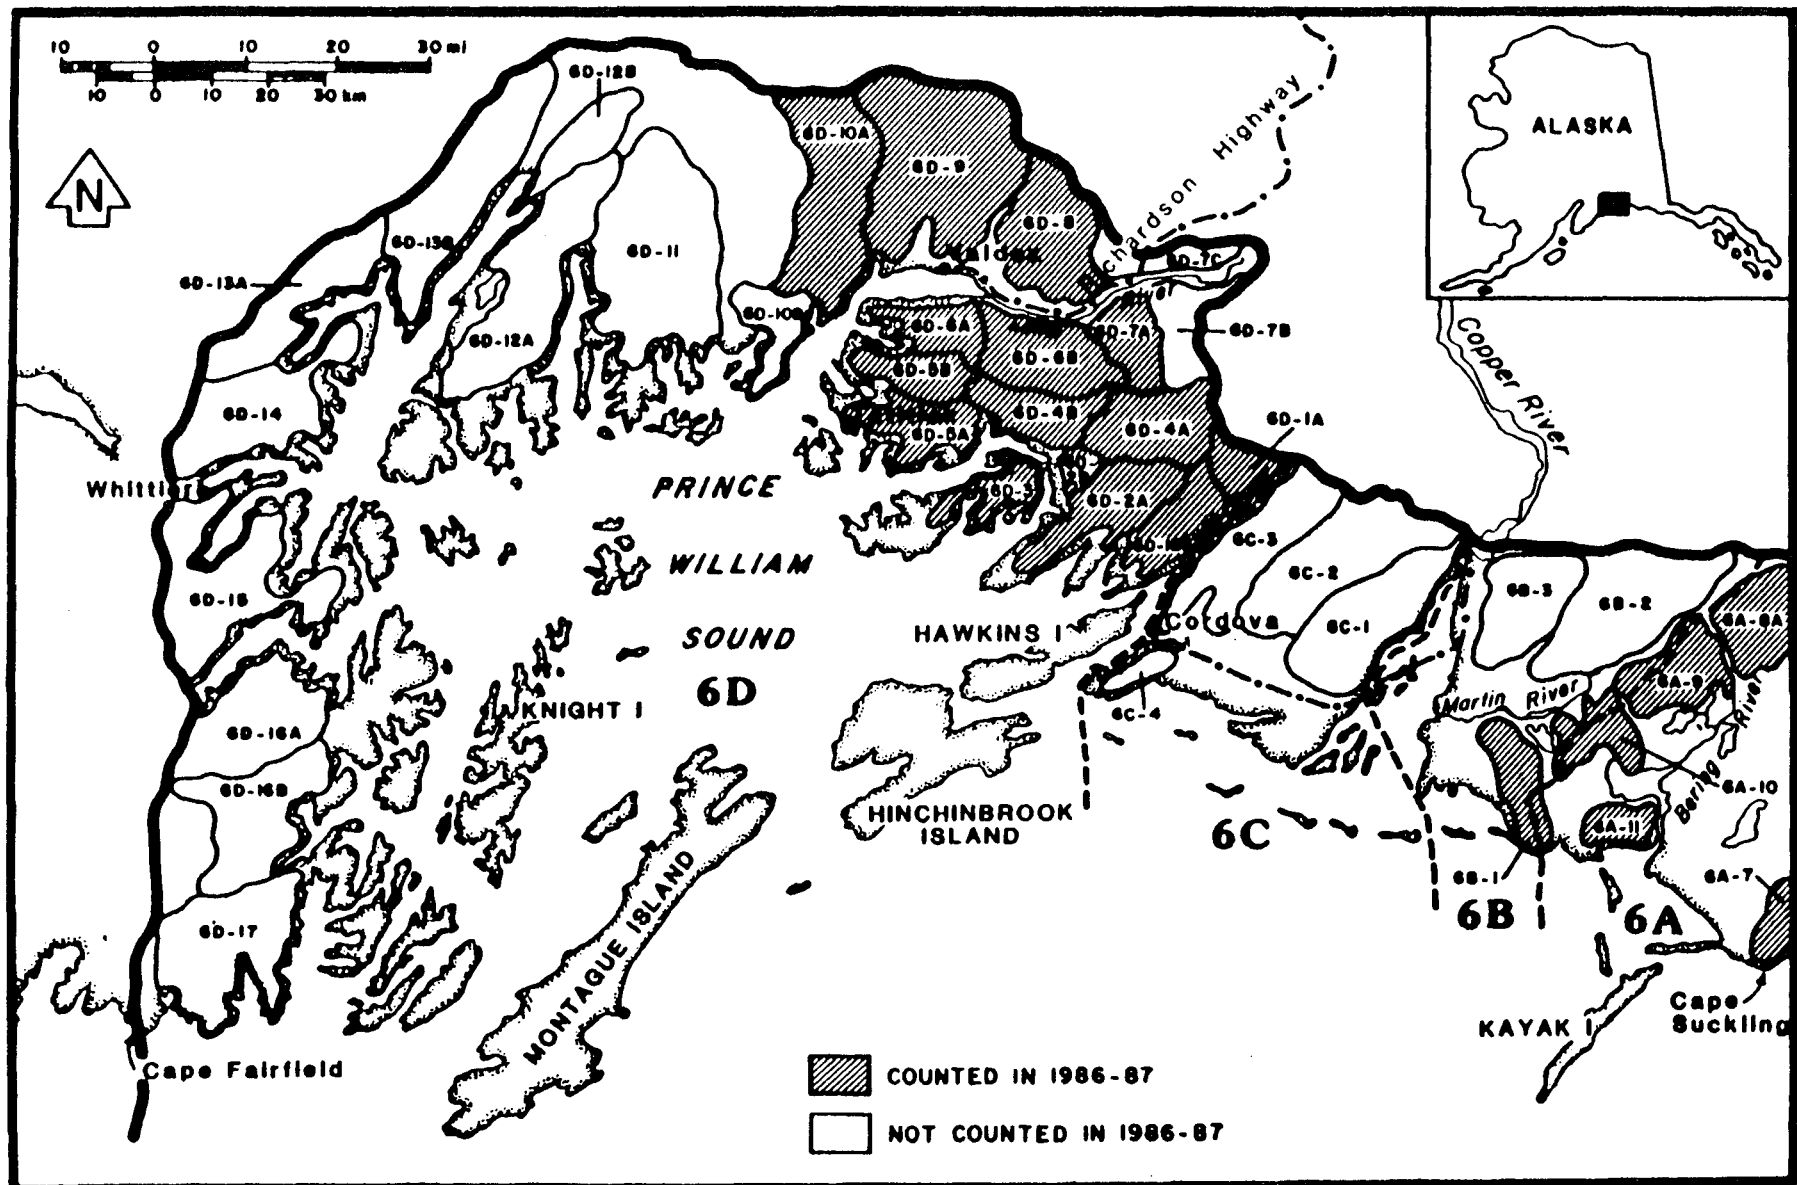 10 0 10 20 30 mi
10 0 10 20 30 km
N
6D-12B
6D-10A
6D-9
6D-8
Richardson Highway
ALASKA
6D-13B
6D-11
Valdez
6D-7C
River
6D-13A
6D-10B
6D-6A
6D-7A
6D-7B
6D-12A
6D-6B
6D-5B
Copper River
6D-14
6D-4B
6D-4A
6D-1A
6D-5A
Whittier
PRINCE
6D-3
6D-2A
6C-3
WILLIAM
6C-2
6B-3
6B-2
6D-15
SOUND
HAWKINS I
Cordova
6C-1
6A-8A
6D
6A-9
KNIGHT I
6C-4
Martin River
6D-16A
Bering River
6D-16B
6A-10
HINCHINBROOK
ISLAND
6C
6A-11
6B-1
6A-7
6B
6A
6D-17
MONTAGUE ISLAND
KAYAK I
Cape
Suckling
Cape Fairfield
COUNTED IN 1986-87
NOT COUNTED IN 1986-87